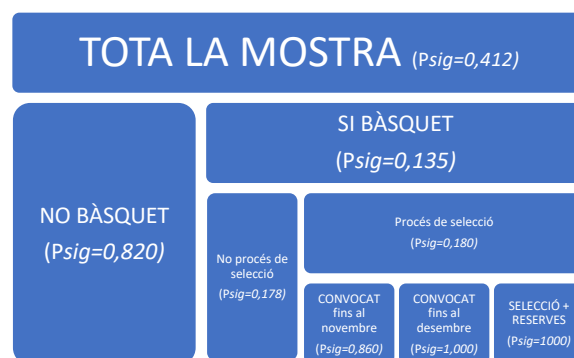 TOTA LA MOSTRA (Psig=0,412)
SI BÀSQUET
(Psig=0,135)
NO BÀSQUET
(Psig=0,820)
No procés de
selecció
(Psig=0,178)
Procés de selecció
(Psig=0,180)
CONVOCAT
fins al
novembre
(Psig=0,860)
CONVOCAT
fins al
desembre
(Psig=1,000)
SELECCIÓ +
RESERVES
(Psig=1000)